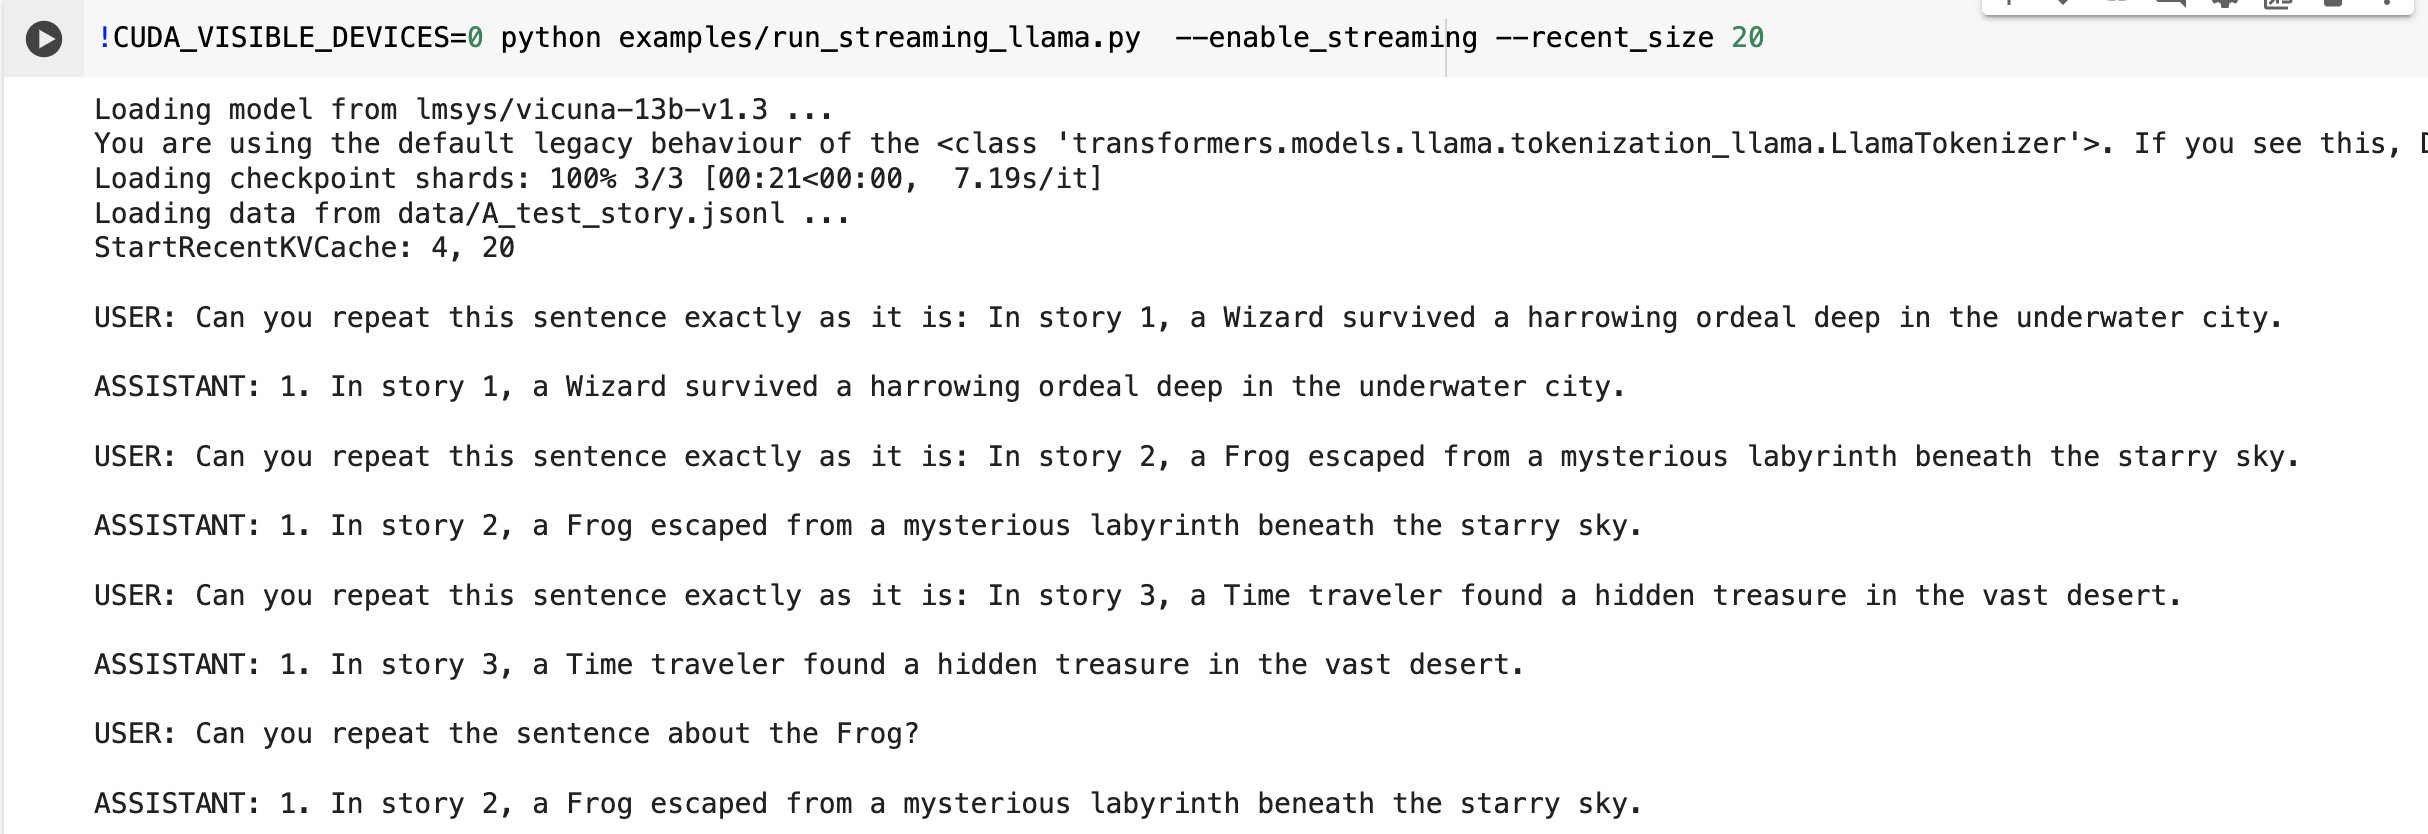 !CUDA_VISIBLE_DEVICES=0 python examples/run_streaming_llama.py  --enable_streaming --recent_size 20
Loading model from lmsys/vicuna-13b-v1.3 ...
You are using the default legacy behaviour of the <class 'transformers.models.llama.tokenization_llama.LlamaTokenizer'>. If you see this,
Loading checkpoint shards: 100% 3/3 [00:21<00:00,  7.19s/it]
Loading data from data/A_test_story.jsonl ...
StartRecentKVCache: 4, 20
USER: Can you repeat this sentence exactly as it is: In story 1, a Wizard survived a harrowing ordeal deep in the underwater city.
ASSISTANT: 1. In story 1, a Wizard survived a harrowing ordeal deep in the underwater city.
USER: Can you repeat this sentence exactly as it is: In story 2, a Frog escaped from a mysterious labyrinth beneath the starry sky.
ASSISTANT: 1. In story 2, a Frog escaped from a mysterious labyrinth beneath the starry sky.
USER: Can you repeat this sentence exactly as it is: In story 3, a Time traveler found a hidden treasure in the vast desert.
ASSISTANT: 1. In story 3, a Time traveler found a hidden treasure in the vast desert.
USER: Can you repeat the sentence about the Frog?
ASSISTANT: 1. In story 2, a Frog escaped from a mysterious labyrinth beneath the starry sky.